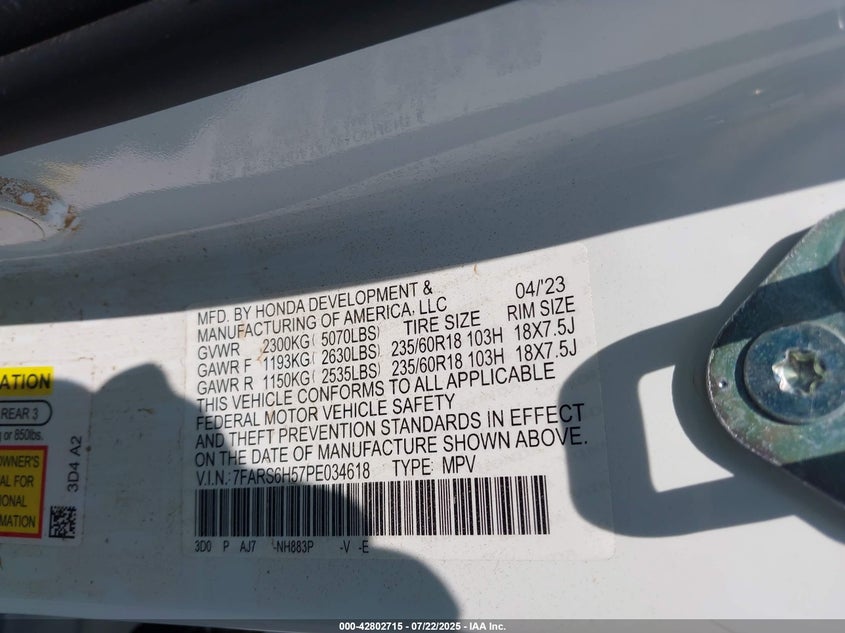 MFD. BY HONDA DEVELOPMENT & 04/'23
MANUFACTURING OF AMERICA, LLC
GVWR 2300KG( 5070LBS) TIRE SIZE RIM SIZE
GAWR F 1193KG( 2630LBS) 235/60R18 103H 18X7.5J
GAWR R 1150KG( 2535LBS) 235/60R18 103H 18X7.5J
THIS VEHICLE CONFORMS TO ALL APPLICABLE
FEDERAL MOTOR VEHICLE SAFETY
AND THEFT PREVENTION STANDARDS IN EFFECT
ON THE DATE OF MANUFACTURE SHOWN ABOVE.
V.I.N.:7FARS6H57PE034618 TYPE: MPV
3D0 P AJ7 -NH883P -V -E
ATION
REAR 3
or 850lbs.
OWNER'S
AL FOR
IONAL
RMATION
3D4 A2
000-42802715 - 07/22/2025 - IAA Inc.